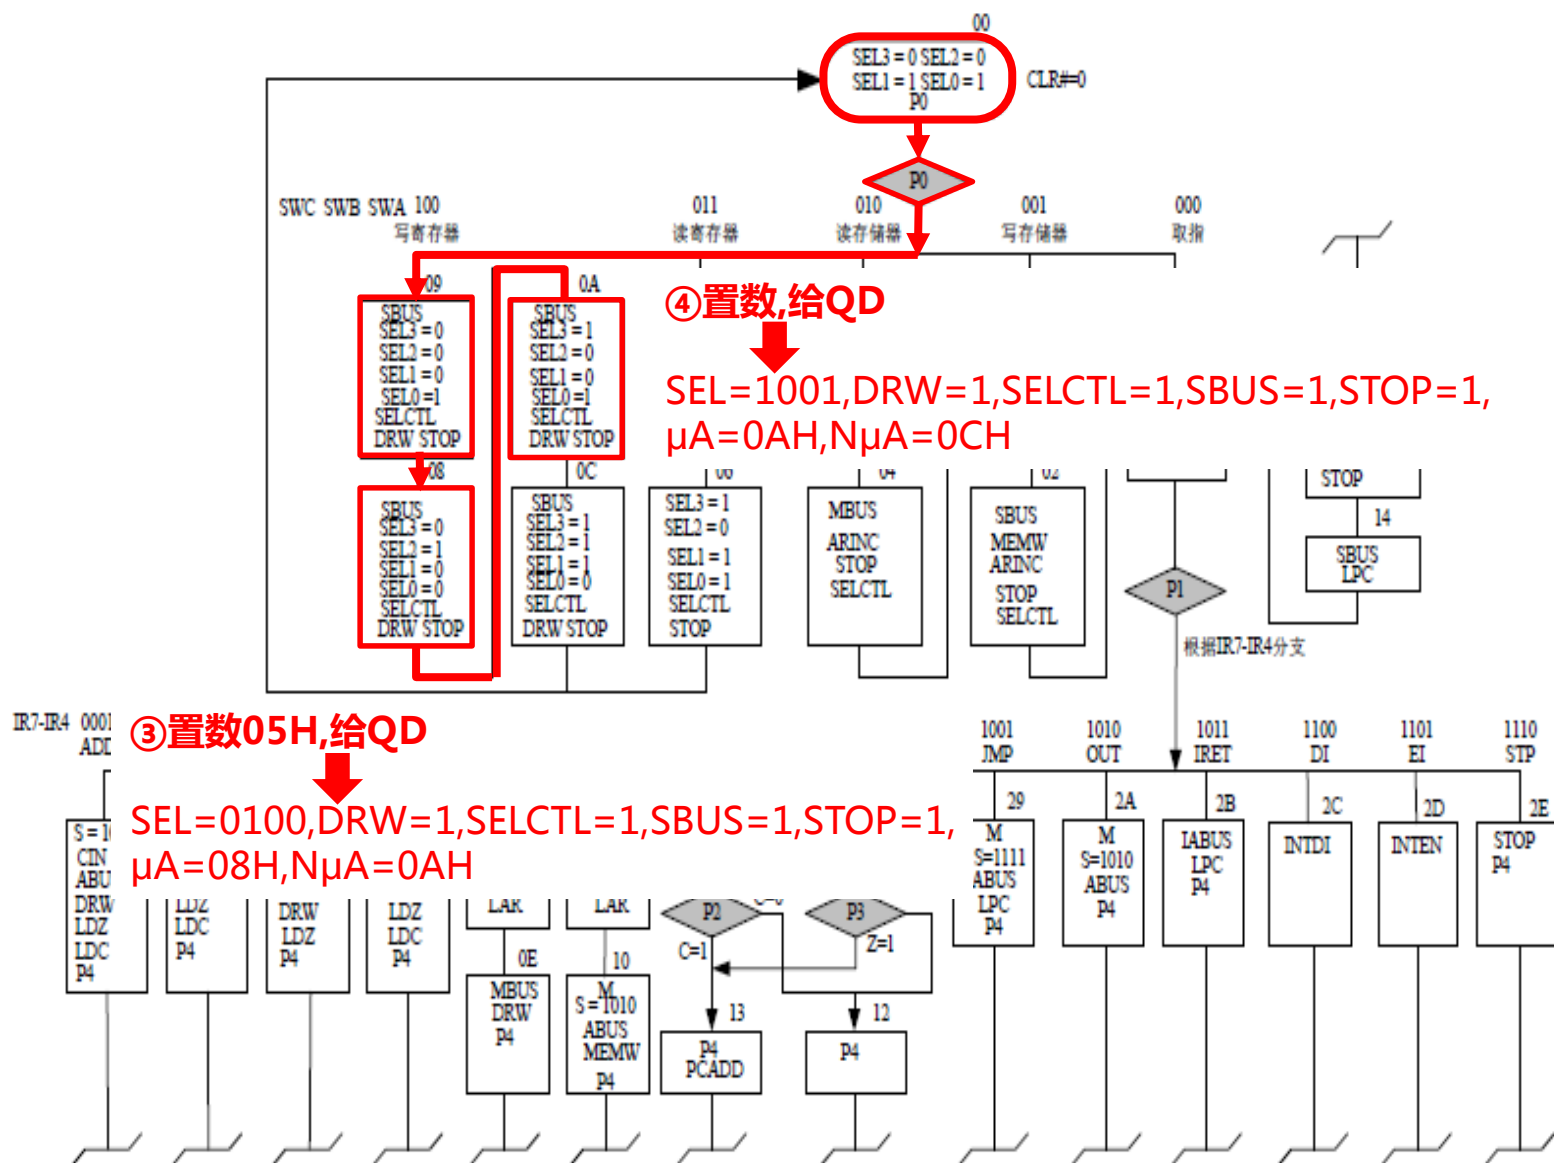 00
SEL3 = 0 SEL2 = 0
SEL1 = 1 SEL0 = 1
P0
CLR#=0
P0
SWC SWB SWA 100
写寄存器
011
读寄存器
010
读存储器
001
写存储器
000
取指
09
SBUS
SEL3 = 0
SEL2 = 0
SEL1 = 0
SEL0 =1
SELCTL
DRW STOP
0A
SBUS
SEL3 = 1
SEL2 = 0
SEL1 = 0
SEL0 =1
SELCTL
DRW STOP
④置数,给QD
SEL=1001,DRW=1,SELCTL=1,SBUS=1,STOP=1,
μA=0AH,NμA=0CH
08
SBUS
SEL3 = 0
SEL2 = 1
SEL1 = 0
SEL0 = 0
SELCTL
DRW STOP
0C
SBUS
SEL3 = 1
SEL2 = 1
SEL1 = 1
SEL0 = 0
SELCTL
DRW STOP
06
SEL3 = 1
SEL2 = 0
SEL1 = 1
SEL0 = 1
SELCTL
STOP
04
MBUS
ARINC
STOP
SELCTL
02
SBUS
MEMW
ARINC
STOP
SELCTL
STOP
14
SBUS
LPC
P1
根据IR7-IR4分支
IR7-IR4 0001
ADD
③置数05H,给QD
SEL=0100,DRW=1,SELCTL=1,SBUS=1,STOP=1,
μA=08H,NμA=0AH
1001
JMP
1010
OUT
1011
IRET
1100
DI
1101
EI
1110
STP
S = 1
CIN
ABU
DRW
LDZ
LDC
P4
LDZ
LDC
P4
DRW
LDZ
P4
LDZ
LDC
P4
LAR
0E
MBUS
DRW
P4
LAR
10
M
S = 1010
ABUS
MEMW
P4
P2
C=1
P3
Z=1
13
P4
PCADD
12
P4
29
M
S=1111
ABUS
LPC
P4
2A
M
S=1010
ABUS
P4
2B
IABUS
LPC
P4
2C
INTDI
2D
INTEN
2E
STOP
P4